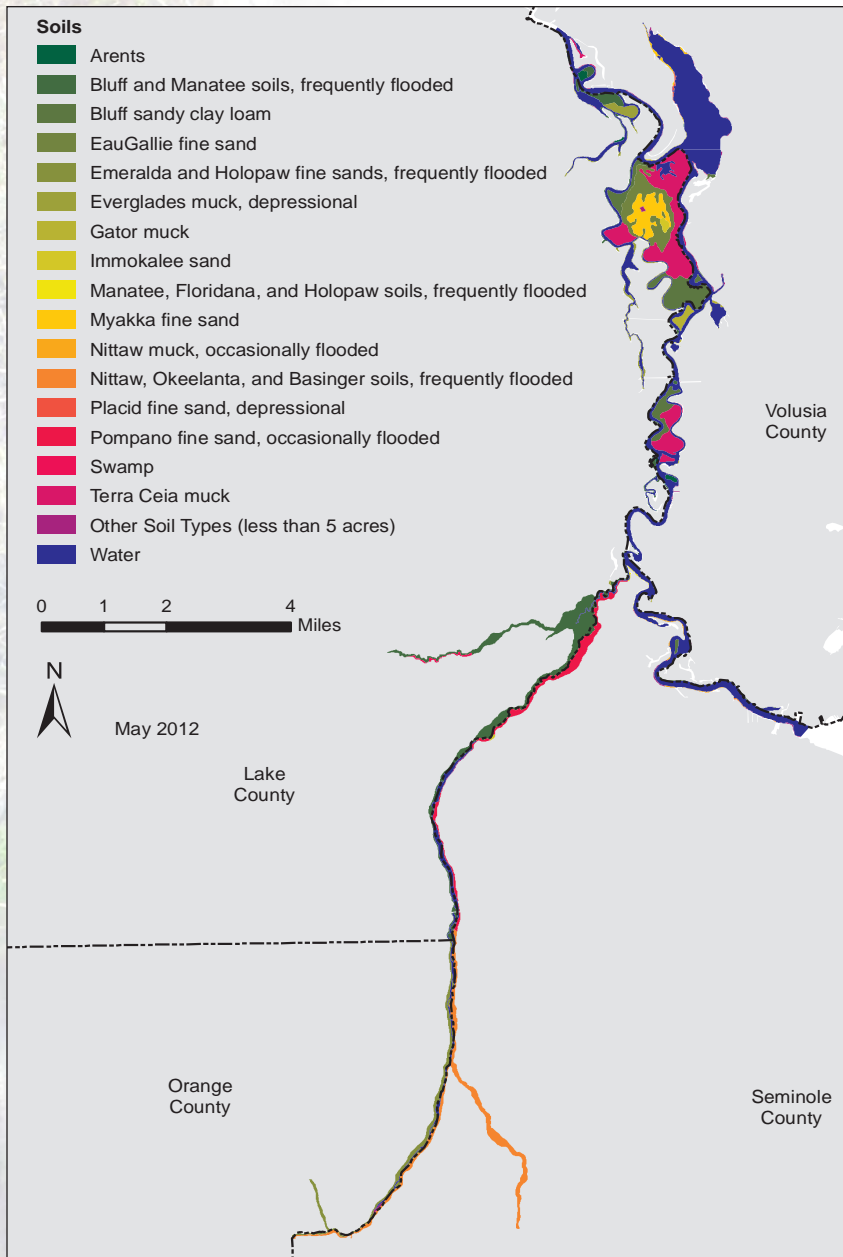 Soils
Arents
Bluff and Manatee soils, frequently flooded
Bluff sandy clay loam
EauGallie fine sand
Emeralda and Holopaw fine sands, frequently flooded
Everglades muck, depressional
Gator muck
Immokalee sand
Manatee, Floridana, and Holopaw soils, frequently flooded
Myakka fine sand
Nittaw muck, occasionally flooded
Nittaw, Okeelanta, and Basinger soils, frequently flooded
Placid fine sand, depressional
Pompano fine sand, occasionally flooded
Swamp
Terra Ceia muck
Other Soil Types (less than 5 acres)
Water
0 1 2 4
Miles
N
May 2012
Volusia
County
Lake
County
Orange
County
Seminole
County